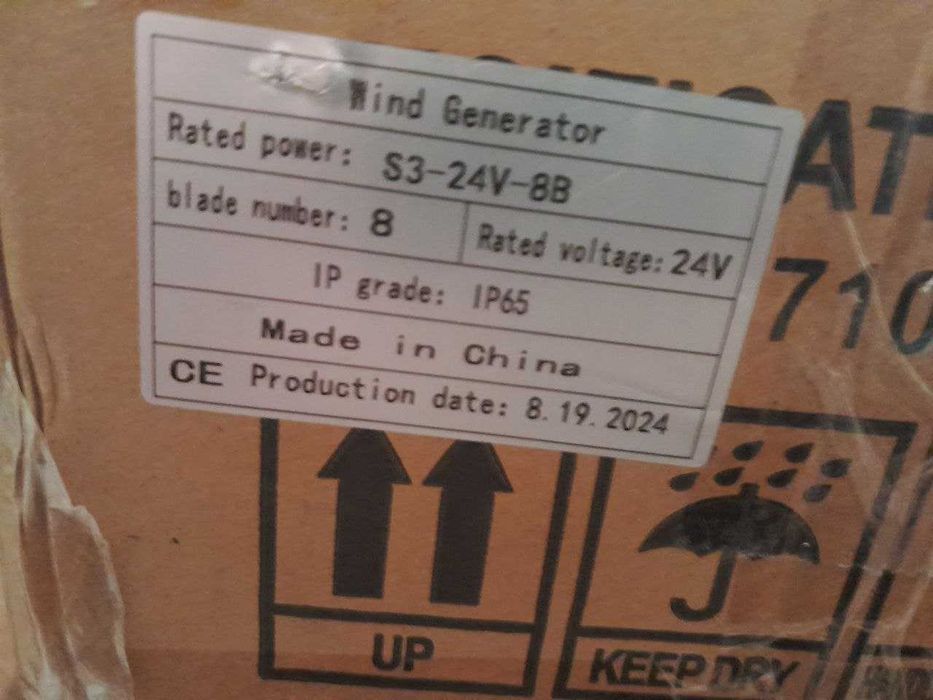 Wind Generator
Rated power: S3-24V-8B
blade number: 8 Rated voltage: 24V
IP grade: IP65
Made in China
CE Production date: 8.19.2024
710
UP
KEEP DRY